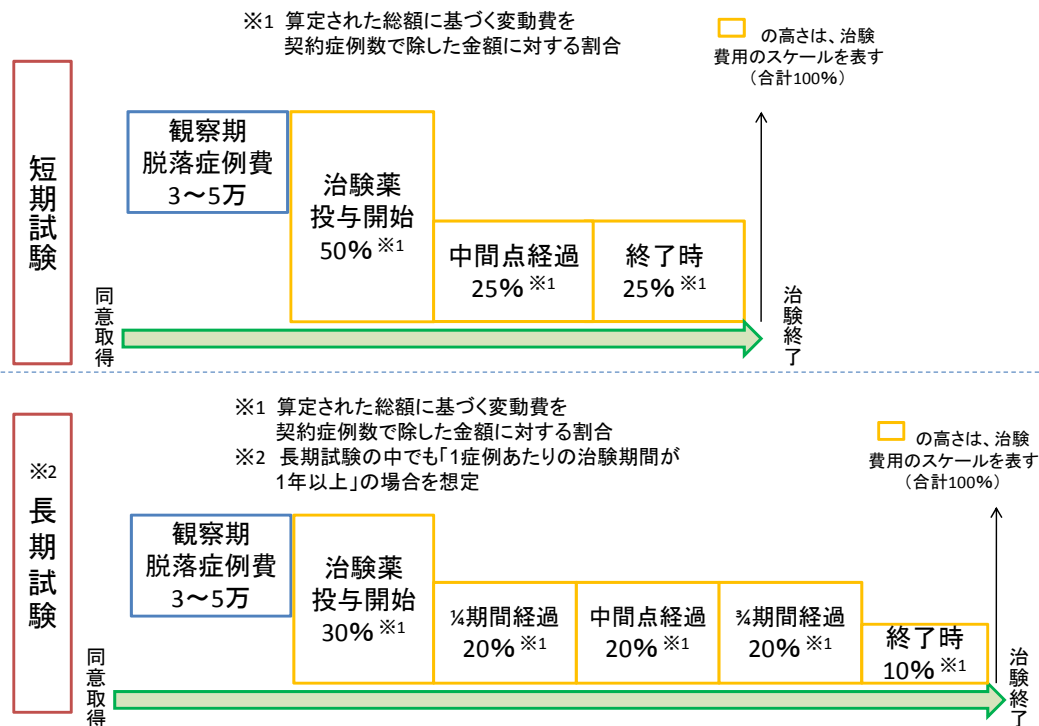 ※1 算定された総額に基づく変動費を
契約症例数で除した金額に対する割合
の高さは、治験
費用のスケールを表す
（合計100%）
短期試験
観察期
脱落症例費
3～5万
治験薬
投与開始
50% ※1
中間点経過
25% ※1
終了時
25% ※1
同意取得
治験終了
※1 算定された総額に基づく変動費を
契約症例数で除した金額に対する割合
※2 長期試験の中でも「1症例あたりの治験期間が
1年以上」の場合を想定
の高さは、治験
費用のスケールを表す
（合計100%）
※2
長期試験
観察期
脱落症例費
3～5万
治験薬
投与開始
30% ※1
¼期間経過
20% ※1
中間点経過
20% ※1
¾期間経過
20% ※1
終了時
10% ※1
同意取得
治験終了